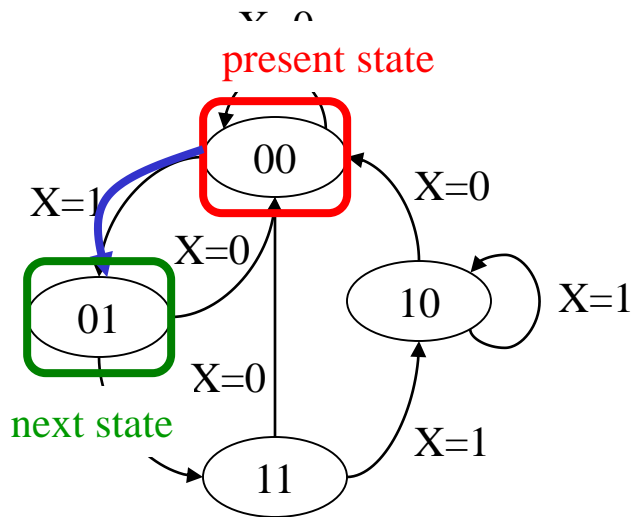 present state
00
X=0
X=1
X=0
01
10
X=1
X=0
next state
X=1
11